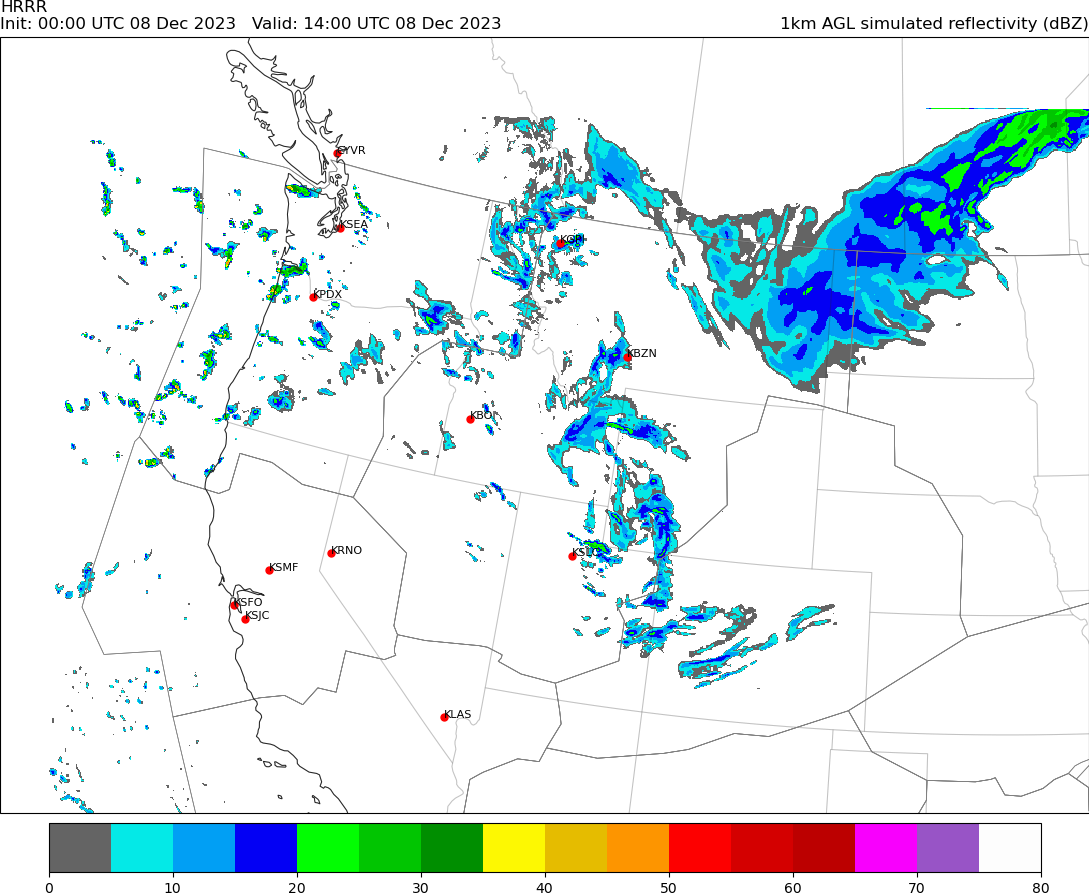 HRRR
Init: 00:00 UTC 08 Dec 2023 Valid: 14:00 UTC 08 Dec 2023 1km AGL simulated reflectivity (dBZ)
CYVR
KSEA
KPDX
KBZN
KBOI
KRNO
KSMF
KSFO
KSJC
KLAS
0 10 20 30 40 50 60 70 80